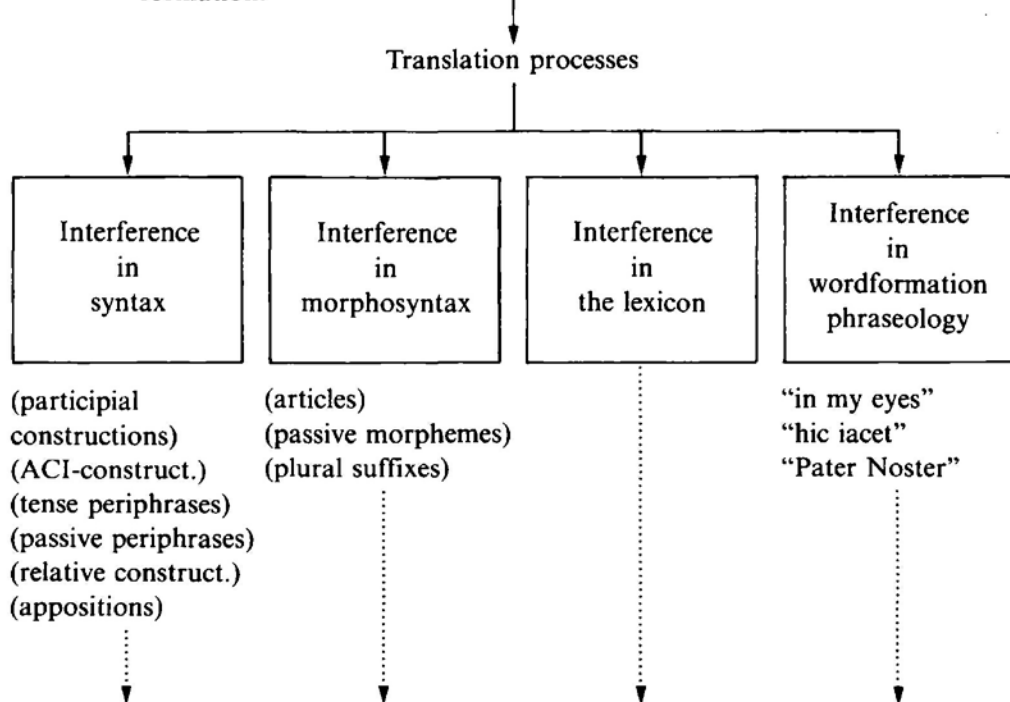 Translation processes
Interference
in
syntax
Interference
in
morphosyntax
Interference
in
the lexicon
Interference
in
wordformation
phraseology
(participial
constructions)
(ACI-construct.)
(tense periphrases)
(passive periphrases)
(relative construct.)
(appositions)
(articles)
(passive morphemes)
(plural suffixes)
“in my eyes”
“hic iacet”
“Pater Noster”